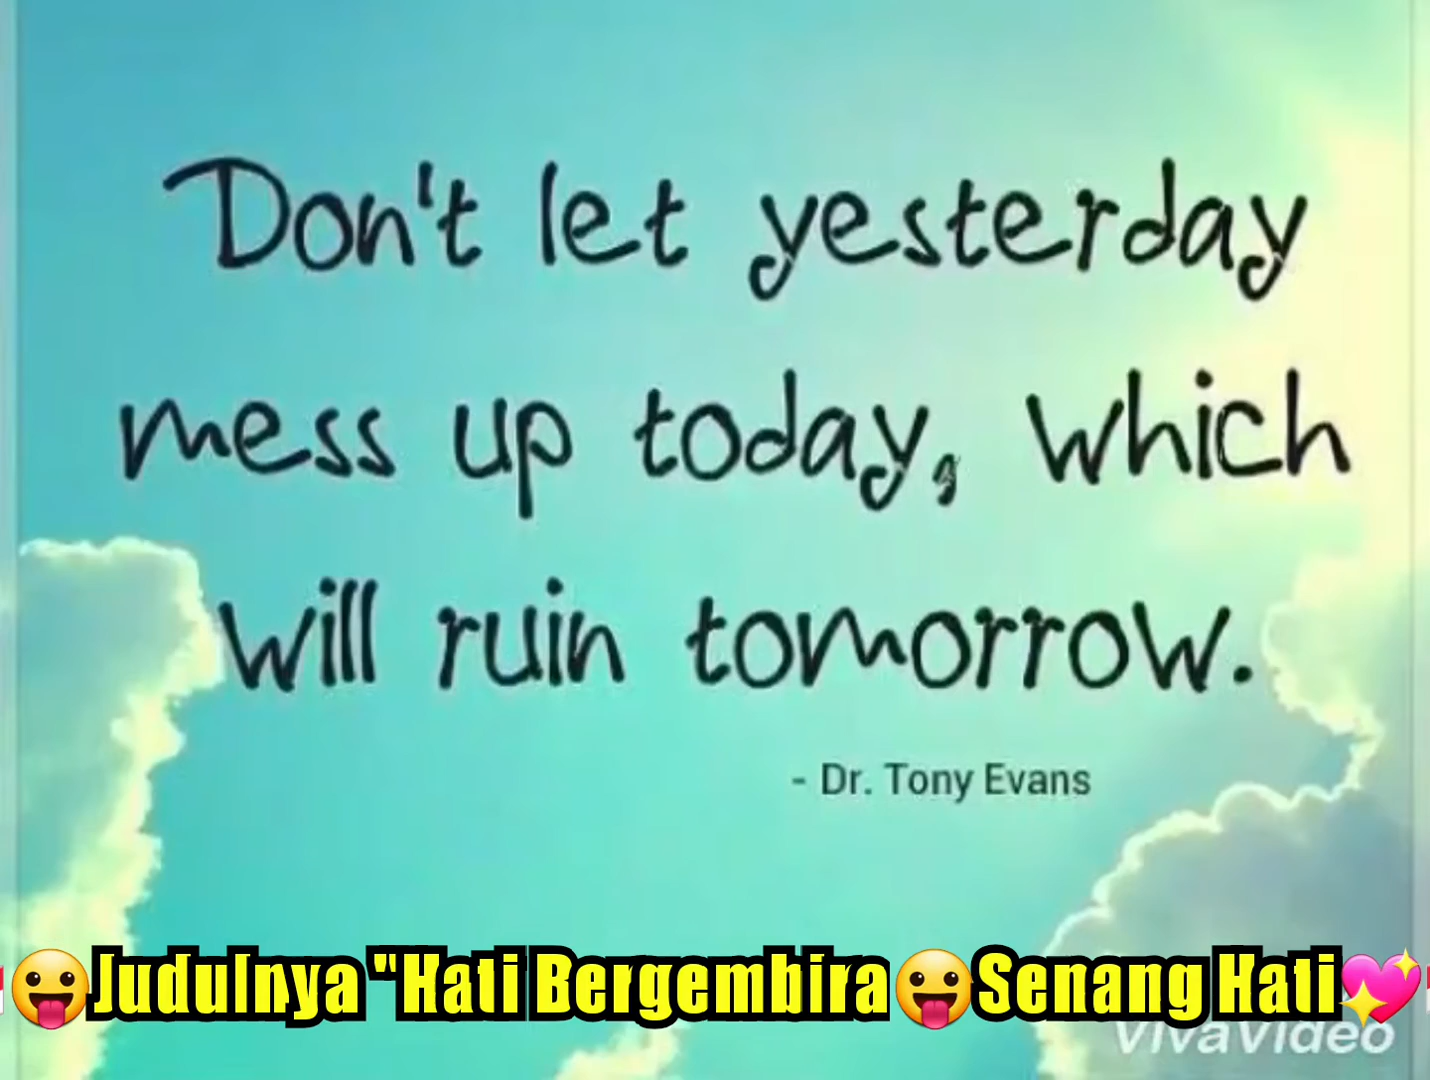 Don't let yesterday
mess up today, which
will ruin tomorrow.
- Dr. Tony Evans
😛Judulnya "Hati Bergembira😛Senang Hati💖
VivaVideo